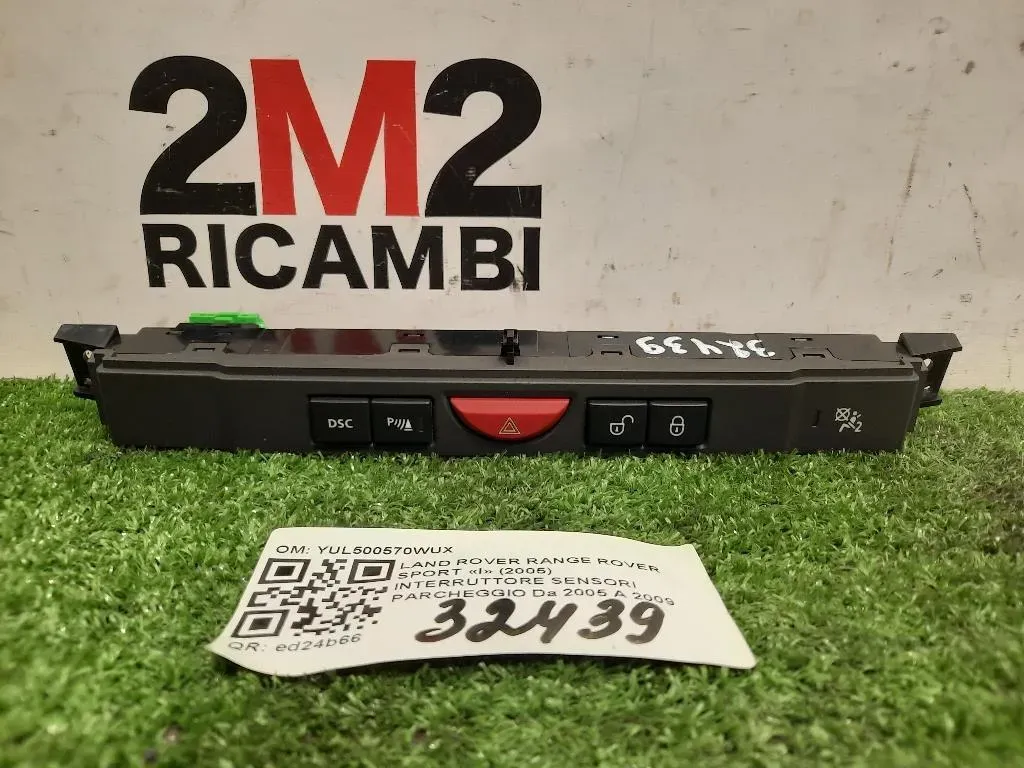 2M2
RICAMBI
32439
DSC
P
2
OM: YUL500570WUX
LAND ROVER RANGE ROVER
SPORT «I» (2005)
INTERRUTTORE SENSORI
PARCHEGGIO Da 2005 A 2009
32439
QR: ed24b66